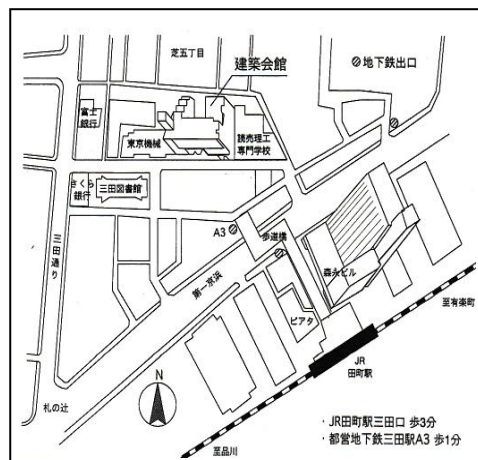 芝五丁目
建築会館
地下鉄出口
富士
銀行
東京機械
読売理工
専門学校
さくら
銀行
三田図書館
A3
歩道橋
三田通り
第一京浜
森永ビル
ピアタ
至有楽町
JR
田町駅
N
札の辻
至品川
・JR田町駅三田口 歩3分
・都営地下鉄三田駅A3 歩1分